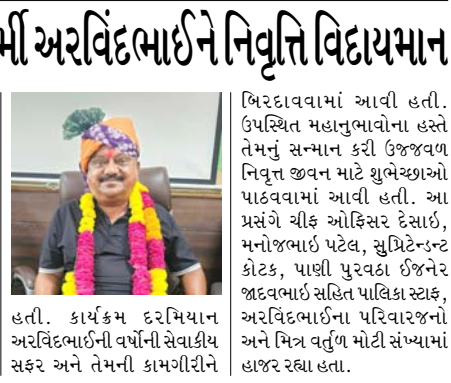 ર્મી અરવિંદભાઈને નિવૃત્તિ વિદાયમાન
હતી. કાર્યક્રમ દરમિયાન
અરવિંદભાઈની વર્ષોની સેવાકીય
સફર અને તેમની કામગીરીને
બિરદાવવામાં આવી હતી.
ઉપસ્થિત મહાનુભાવોના હસ્તે
તેમનું સન્માન કરી ઉજજવળ
નિવૃત્ત જીવન માટે શુભેચ્છાઓ
પાઠવવામાં આવી હતી. આ
પ્રસંગે ચીફ ઓફિસર દેસાઇ,
મનોજભાઇ પટેલ, સુપ્રિટેન્ડન્ટ
કોટક, પાણી પુરવઠા ઈજનેર
જાદવભાઇ સહિત પાલિકા સ્ટાફ,
અરવિંદભાઈના પરિવારજનો
અને મિત્ર વર્તુળ મોટી સંખ્યામાં
હાજર રહ્યા હતા.